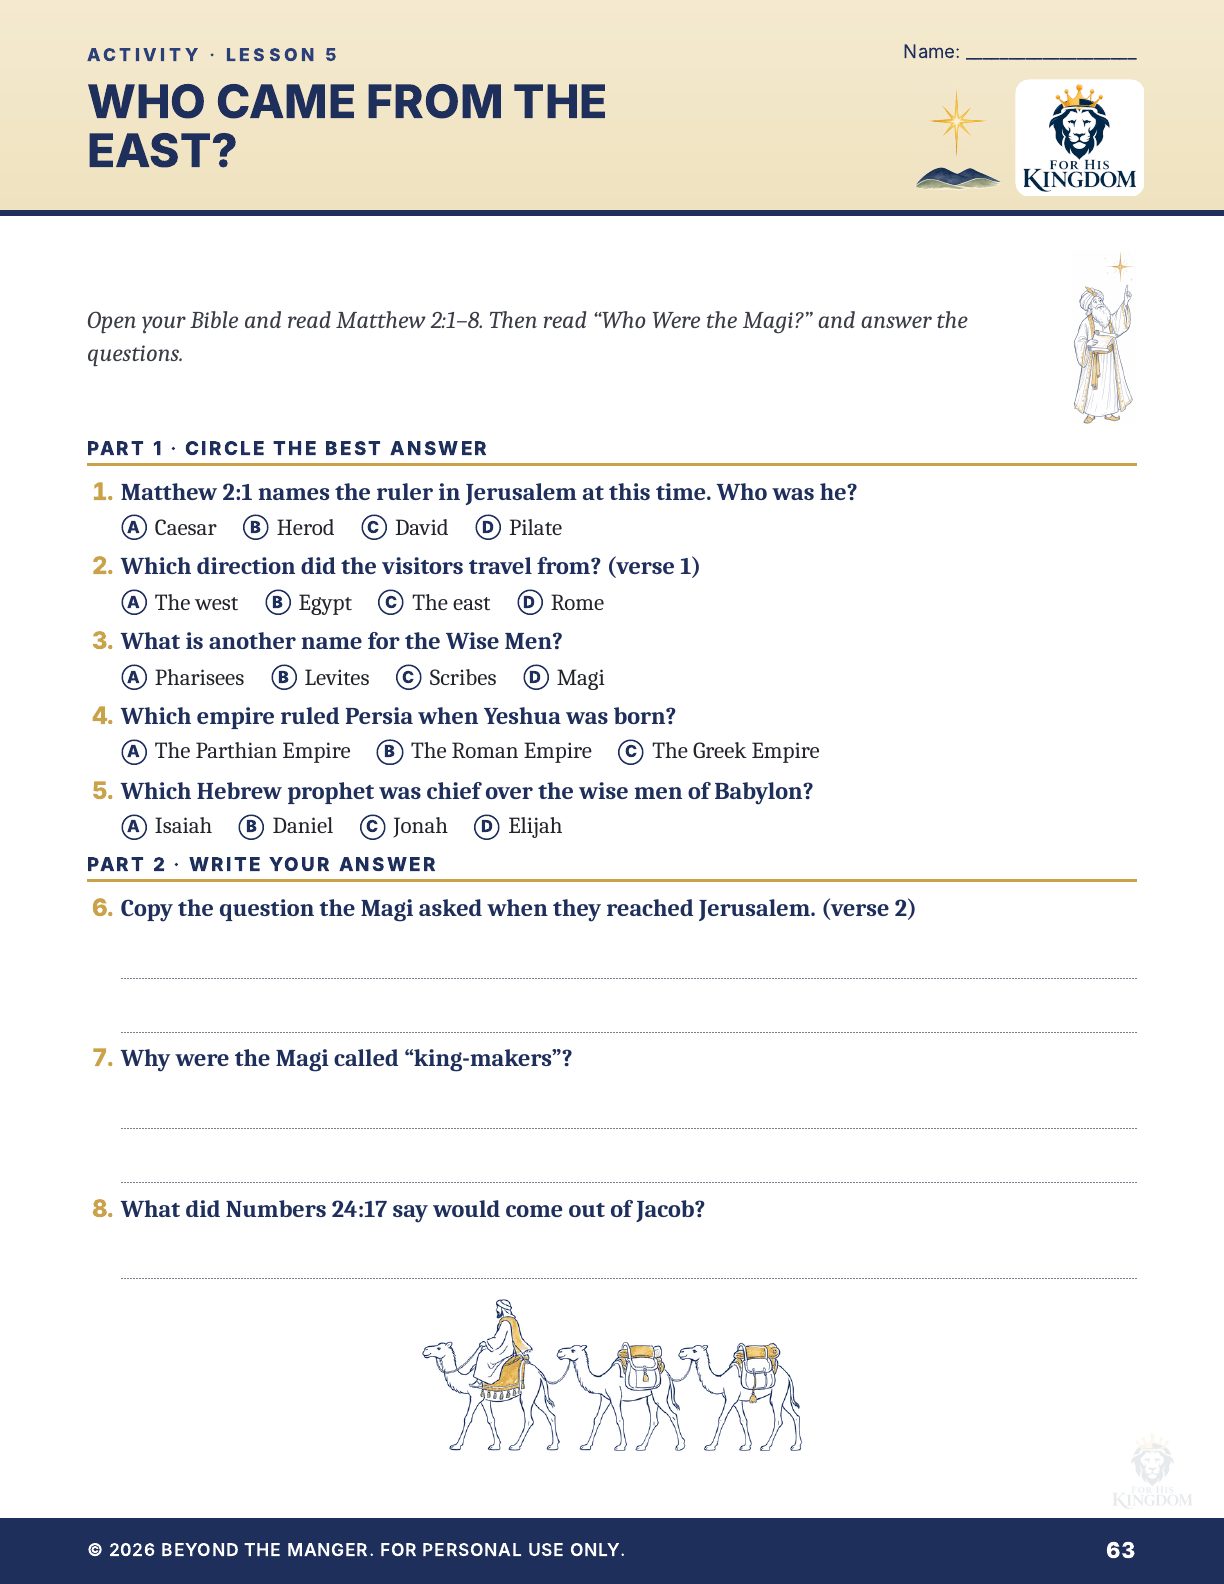 ACTIVITY · LESSON 5
Name: ___________________
WHO CAME FROM THE
EAST?
FOR HIS
KINGDOM
Open your Bible and read Matthew 2:1–8. Then read “Who Were the Magi?” and answer the
questions.
PART 1 · CIRCLE THE BEST ANSWER
1. Matthew 2:1 names the ruler in Jerusalem at this time. Who was he?
A Caesar B Herod C David D Pilate
2. Which direction did the visitors travel from? (verse 1)
A The west B Egypt C The east D Rome
3. What is another name for the Wise Men?
A Pharisees B Levites C Scribes D Magi
4. Which empire ruled Persia when Yeshua was born?
A The Parthian Empire B The Roman Empire C The Greek Empire
5. Which Hebrew prophet was chief over the wise men of Babylon?
A Isaiah B Daniel C Jonah D Elijah
PART 2 · WRITE YOUR ANSWER
6. Copy the question the Magi asked when they reached Jerusalem. (verse 2)
7. Why were the Magi called “king-makers”?
8. What did Numbers 24:17 say would come out of Jacob?
FOR HIS
KINGDOM
© 2026 BEYOND THE MANGER. FOR PERSONAL USE ONLY.
63